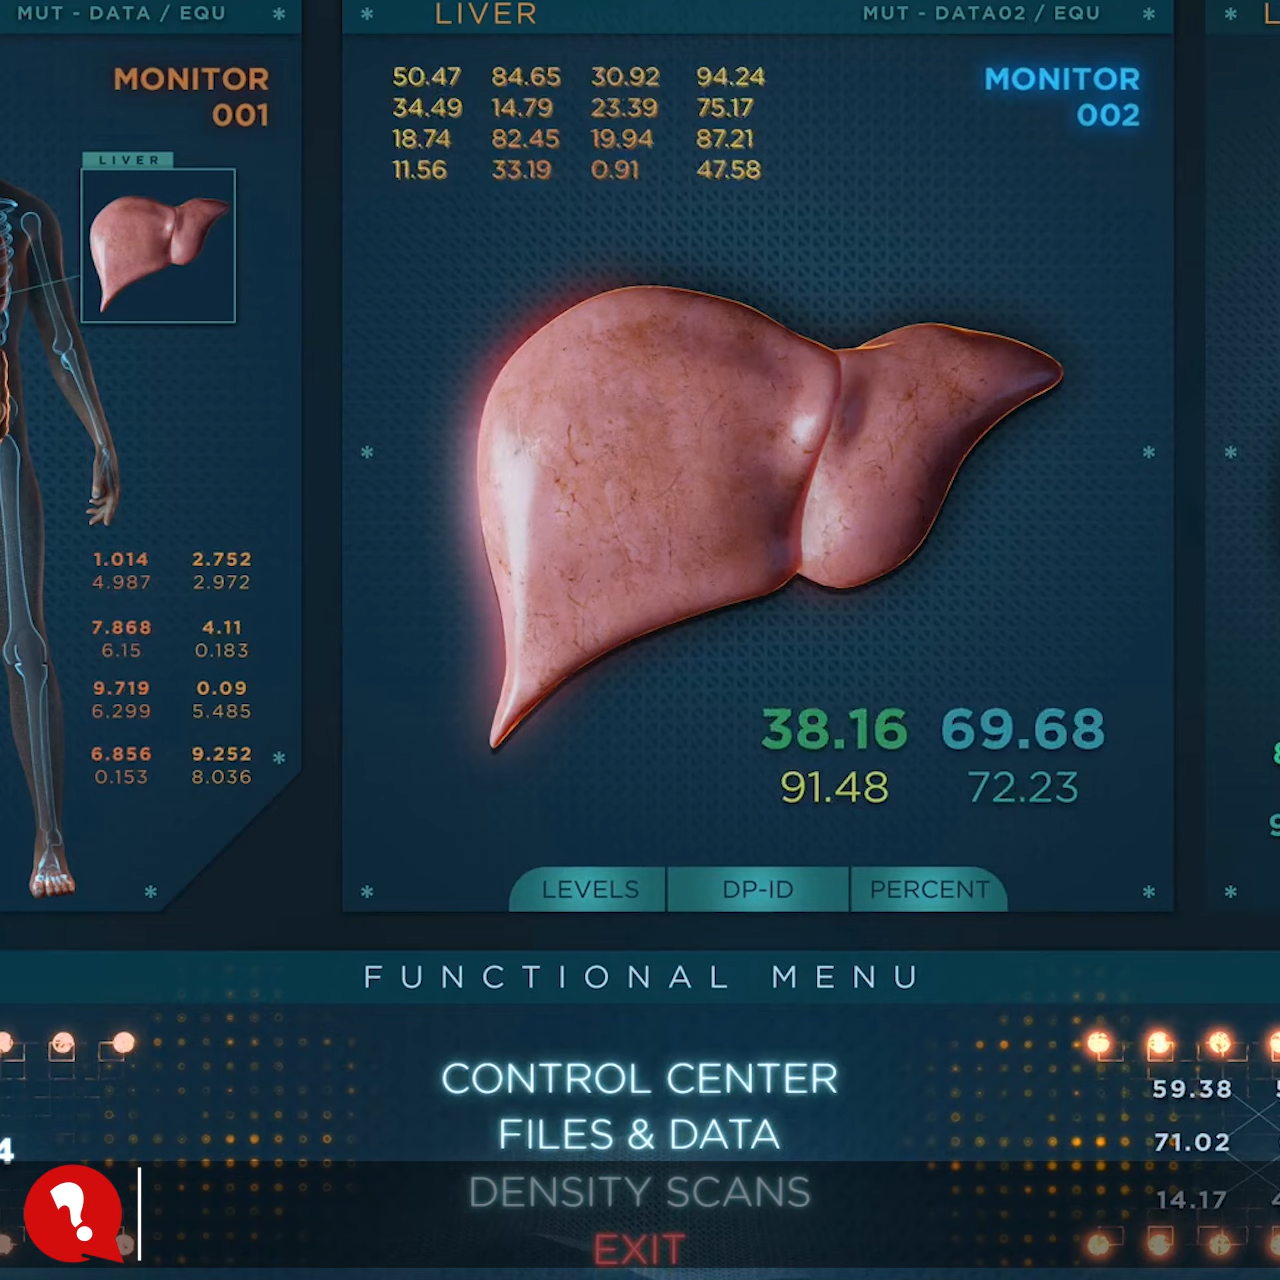 MUT - DATA / EQU *
MONITOR
001
LIVER
1.014 2.752
4.987 2.972
7.868 4.11
6.15 0.183
9.719 0.09
6.299 5.485
6.856 9.252 *
0.153 8.036
*
* LIVER MUT - DATA02 / EQU *
50.47 84.65 30.92 94.24
34.49 14.79 23.39 75.17
18.74 82.45 19.94 87.21
11.56 33.19 0.91 47.58
MONITOR
002
* *
38.16 69.68
91.48 72.23
* LEVELS DP-ID PERCENT *
*
*
*
FUNCTIONAL MENU
CONTROL CENTER
FILES & DATA
DENSITY SCANS
EXIT
59.38
71.02
14.17
4
?